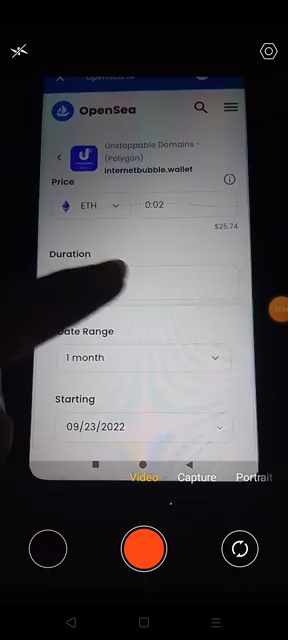 OpenSea
Unstoppable Domains -
(Polygon)
internetbubble.wallet
Price
ETH
0.02
$25.74
Duration
Date Range
1 month
Starting
09/23/2022
Video
Capture
Portrait